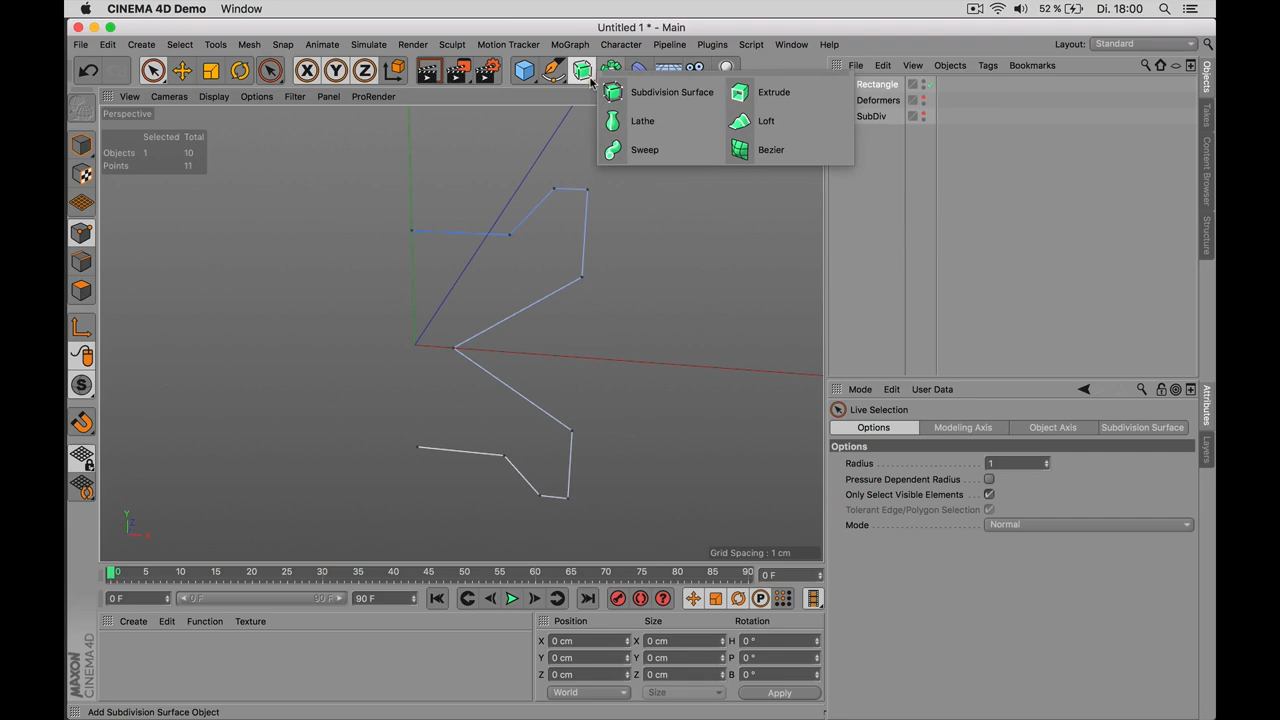 CINEMA 4D Demo Window
52 % Di. 18:00
Untitled 1 * - Main
File Edit Create Select Tools Mesh Snap Animate Simulate Render Sculpt Motion Tracker MoGraph Character Pipeline Plugins Script Window Help
Layout: Standard
X Y Z
File Edit View Objects Tags Bookmarks
View Cameras Display Options Filter Panel ProRender
Subdivision Surface Extrude
Lathe Loft
Sweep Bezier
Rectangle
Deformers
SubDiv
Perspective
Selected Total
Objects 1 10
Points 11
Y
Z
X
Grid Spacing : 1 cm
Objects
Takes
Content Browser
Structure
Mode Edit User Data
Live Selection
Options Modeling Axis Object Axis Subdivision Surface
Options
Radius 1
Pressure Dependent Radius
Only Select Visible Elements
Tolerant Edge/Polygon Selection
Mode Normal
Attributes
Layers
0 5 10 15 20 25 30 35 40 45 50 55 60 65 70 75 80 85 90 0 F
0 F 0 F 90 F 90 F
P
Create Edit Function Texture
Position Size Rotation
X 0 cm X 0 cm H 0 °
Y 0 cm Y 0 cm P 0 °
Z 0 cm Z 0 cm B 0 °
World Size Apply
MAXON
CINEMA 4D
Add Subdivision Surface Object